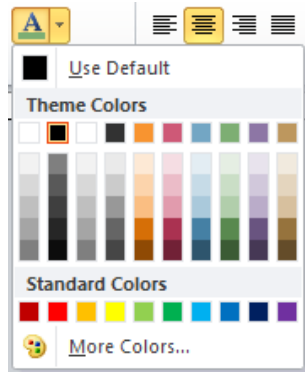 A
Use Default
Theme Colors
Standard Colors
More Colors...